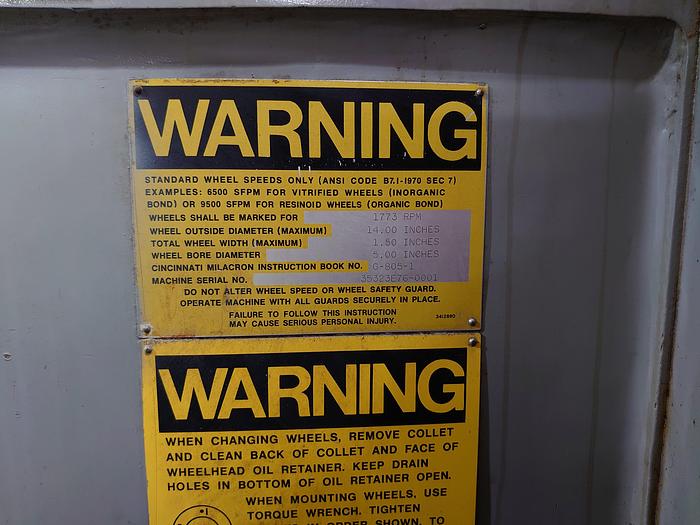 WARNING
STANDARD WHEEL SPEEDS ONLY (ANSI CODE B7.1-1970 SEC 7)
EXAMPLES: 6500 SFPM FOR VITRIFIED WHEELS (INORGANIC
BOND) OR 9500 SFPM FOR RESINOID WHEELS (ORGANIC BOND)
WHEELS SHALL BE MARKED FOR 1773 RPM
WHEEL OUTSIDE DIAMETER (MAXIMUM) 14.00 INCHES
TOTAL WHEEL WIDTH (MAXIMUM) 1.50 INCHES
WHEEL BORE DIAMETER 5.00 INCHES
CINCINNATI MILACRON INSTRUCTION BOOK NO. G-805-1
MACHINE SERIAL NO. 35323E76-0001
DO NOT ALTER WHEEL SPEED OR WHEEL SAFETY GUARD.
OPERATE MACHINE WITH ALL GUARDS SECURELY IN PLACE.
FAILURE TO FOLLOW THIS INSTRUCTION
MAY CAUSE SERIOUS PERSONAL INJURY.
3412880
WARNING
WHEN CHANGING WHEELS, REMOVE COLLET
AND CLEAN BACK OF COLLET AND FACE OF
WHEELHEAD OIL RETAINER. KEEP DRAIN
HOLES IN BOTTOM OF OIL RETAINER OPEN.
WHEN MOUNTING WHEELS, USE
TORQUE WRENCH. TIGHTEN
IN ORDER SHOWN, TO